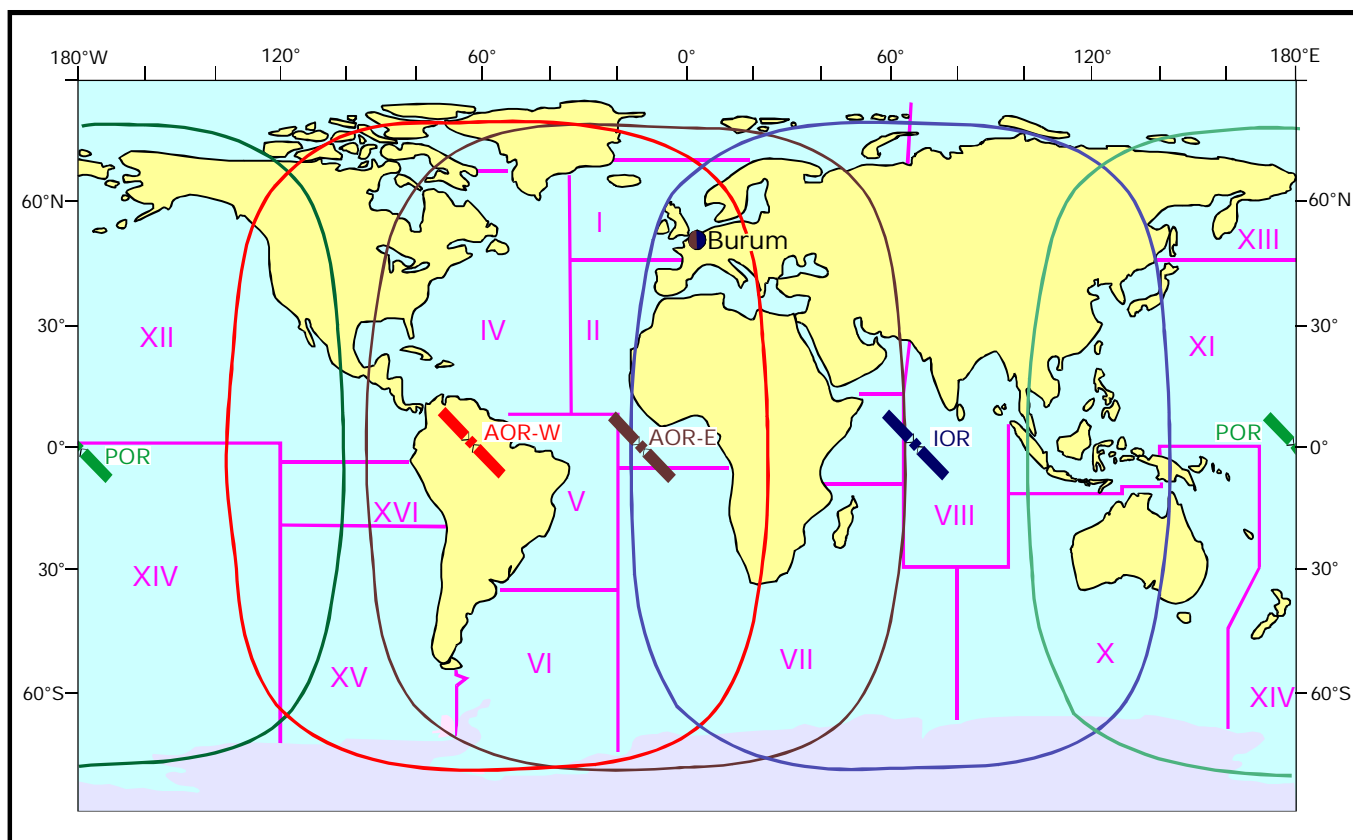 180°W 120° 60° 0° 60° 120° 180°E
60°N 60°N
I
XIII
Burum
XII IV II XI
30° 30°
AOR-W AOR-E IOR POR
0° 0°
POR
V
XVI VIII
XIV
30° 30°
XV VI VII X
60°S XIV 60°S